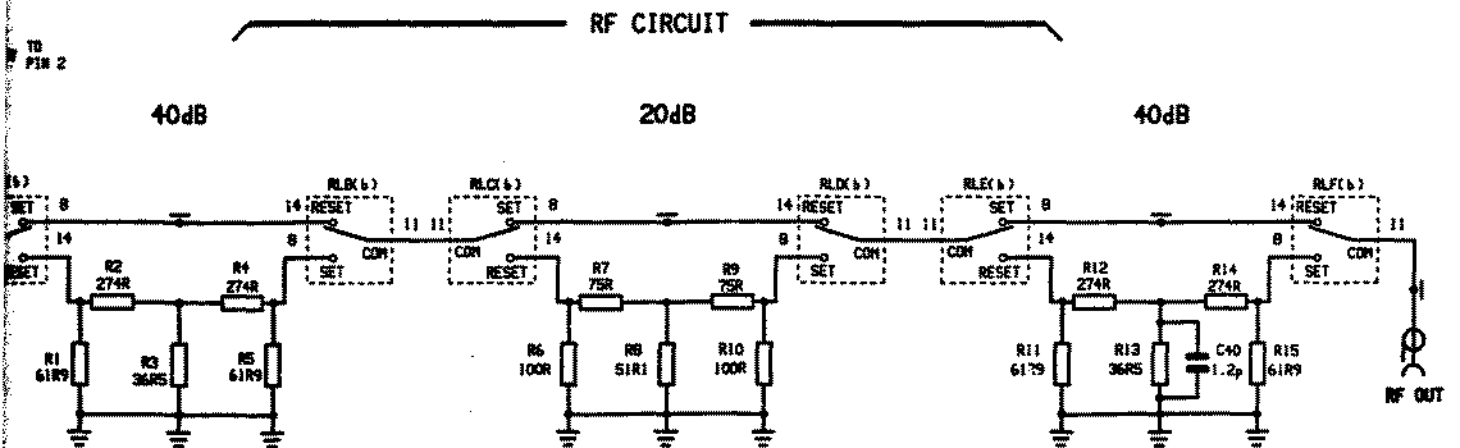 RF CIRCUIT
TO
PIN 2
40dB 20dB 40dB
RLB(b) RLC(b) RLD(b) RLE(b) RLF(b)
SET 8 14 RESET SET 8 14 RESET SET 8 14 RESET
11 11 11 11 11
14 8 COM COM 14 8 COM COM 14 8 COM
SET RESET SET RESET SET
R2 R4 R7 R9 R12 R14
274R 274R 75R 75R 274R 274R
R1 R3 R5 R6 R8 R10 R11 R13 C40 R15
61R9 36R5 61R9 100R 51R1 100R 36R5 1.2p 61R9
RF OUT